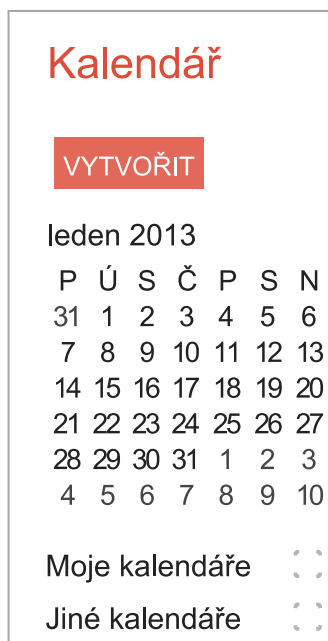 Kalendář
VYTVOŘIT
leden 2013
P Ú S Č P S N
31 1 2 3 4 5 6
7 8 9 10 11 12 13
14 15 16 17 18 19 20
21 22 23 24 25 26 27
28 29 30 31 1 2 3
4 5 6 7 8 9 10
Moje kalendáře
Jiné kalendáře